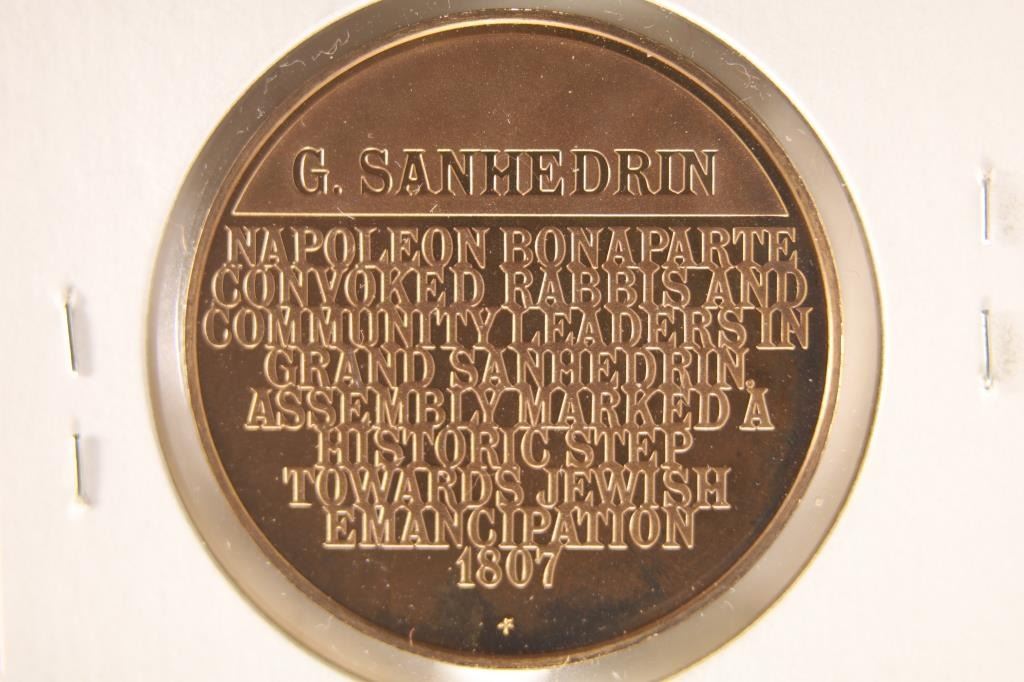 G. SANHEDRIN
NAPOLEON BONAPARTE
CONVOKED RABBIS AND
COMMUNITY LEADERS IN
GRAND SANHEDRIN.
ASSEMBLY MARKED A
HISTORIC STEP
TOWARDS JEWISH
EMANCIPATION
1807